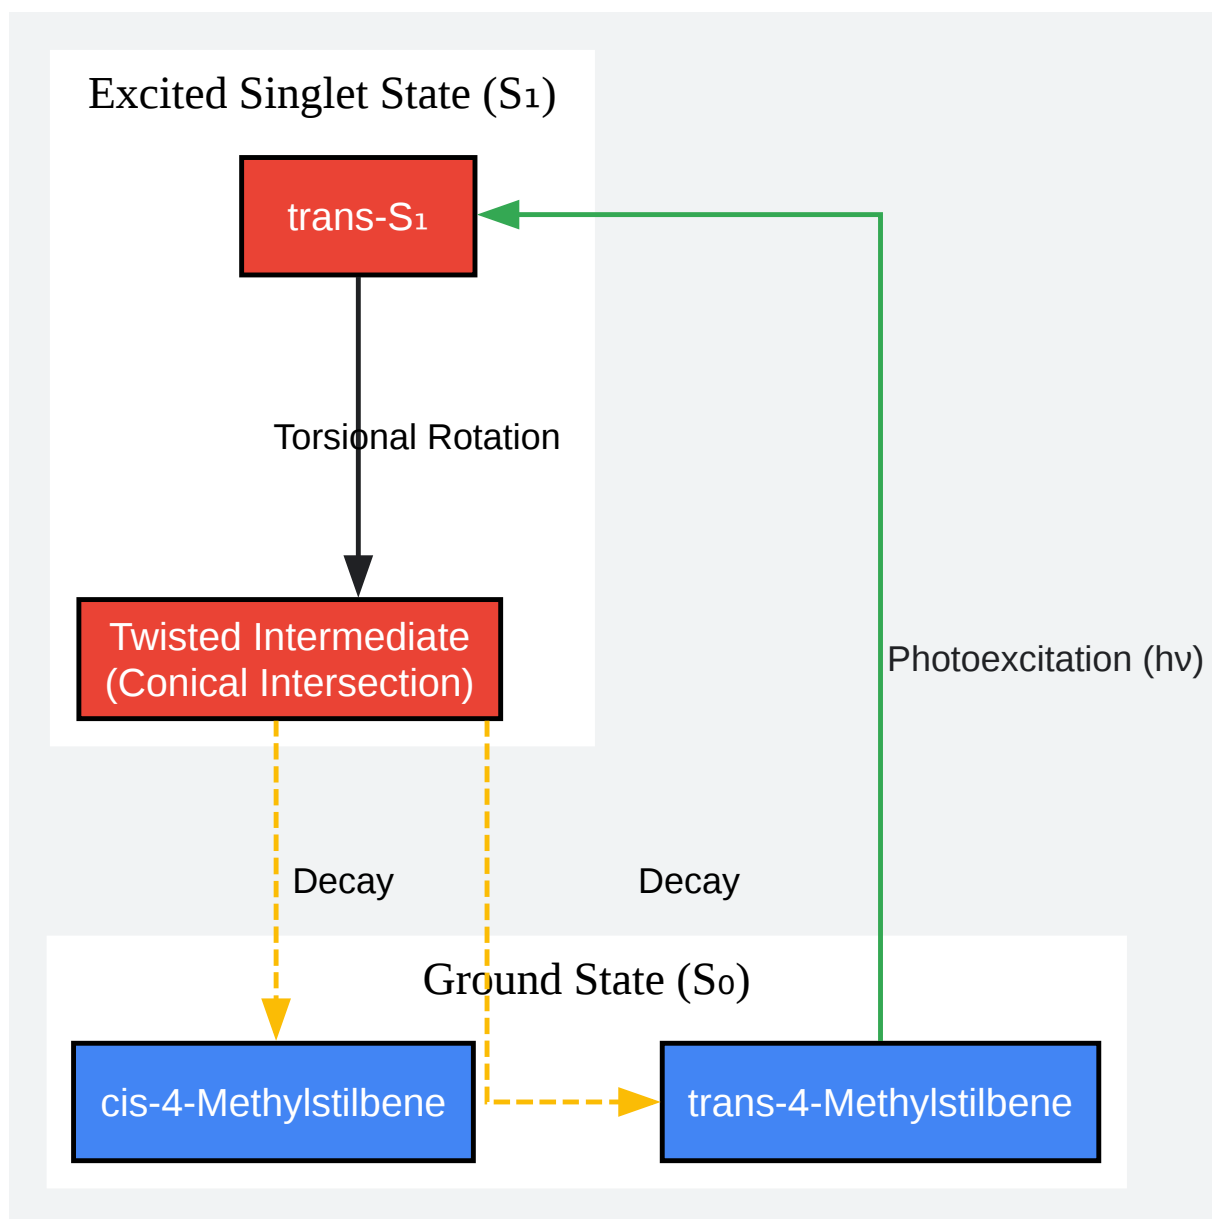 Excited Singlet State (S₁)
trans-S₁
Torsional Rotation
Twisted Intermediate
(Conical Intersection)
Photoexcitation (hν)
Decay
Decay
Ground State (S₀)
cis-4-Methylstilbene
trans-4-Methylstilbene